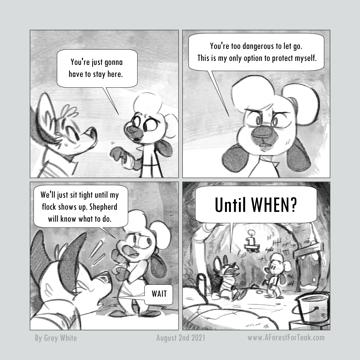 You're just gonna
have to stay here.
You're too dangerous to let go.
This is my only option to protect myself.
We'll just sit tight until my
flock shows up. Shepherd
will know what to do.
WAIT
Until WHEN?
By Grey White
August 2nd 2021
www.AForestForTeak.com